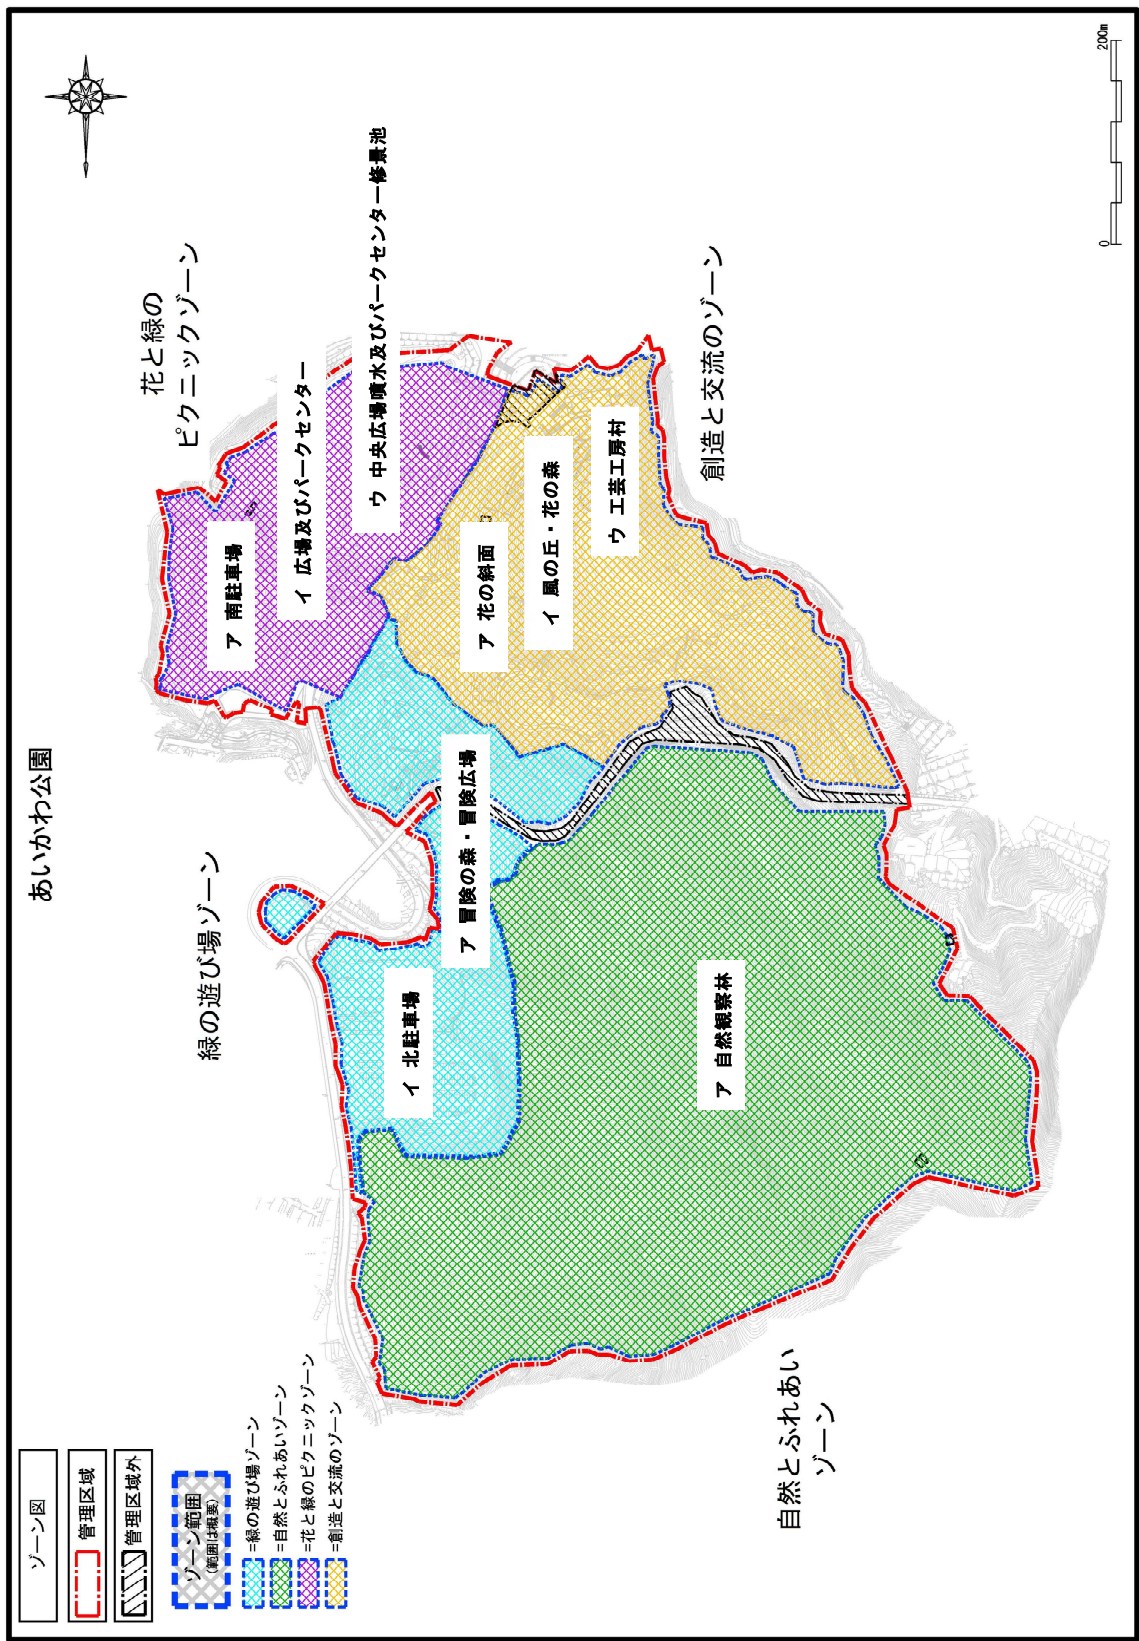 あいかわ公園
ゾーン図
管理区域
管理区域外
ゾーン範囲
(範囲は概要)
=緑の遊び場ゾーン
=自然とふれあいゾーン
=花と緑のピクニックゾーン
=創造と交流のゾーン
緑の遊び場ゾーン
花と緑の
ピクニックゾーン
ア 南駐車場
イ 広場及びパークセンター
ウ 中央広場噴水及びパークセンター修景池
イ 北駐車場
ア 冒険の森・冒険広場
ア 花の斜面
イ 風の丘・花の森
ウ 工芸工房村
創造と交流のゾーン
ア 自然観察林
自然とふれあい
ゾーン
0
200m